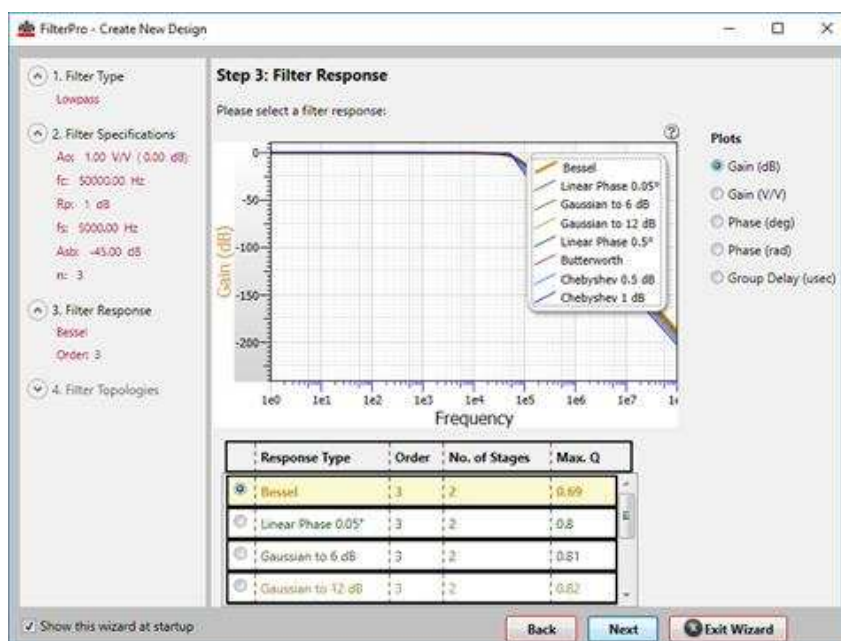 FilterPro - Create New Design
1. Filter Type
Lowpass
2. Filter Specifications
Ao: 1.00 V/V (0.00 dB)
fc: 50000.00 Hz
Rp: 1 dB
fs: 5000.00 Hz
Asb: -45.00 dB
n: 3
3. Filter Response
Bessel
Order: 3
4. Filter Topologies
Step 3: Filter Response
Please select a filter response:
Gain (dB)
0
-50
-100
-150
-200
1e0 1e1 1e2 1e3 1e4 1e5 1e6 1e7
Frequency
Bessel
Linear Phase 0.05°
Gaussian to 6 dB
Gaussian to 12 dB
Linear Phase 0.5°
Butterworth
Chebyshev 0.5 dB
Chebyshev 1 dB
?
Plots
Gain (dB)
Gain (V/V)
Phase (deg)
Phase (rad)
Group Delay (usec)
Response Type Order No. of Stages Max. Q
Bessel 3 2 0.69
Linear Phase 0.05° 3 2 0.8
Gaussian to 6 dB 3 2 0.81
Gaussian to 12 dB 3 2 0.82
Show this wizard at startup
Back
Next
Exit Wizard